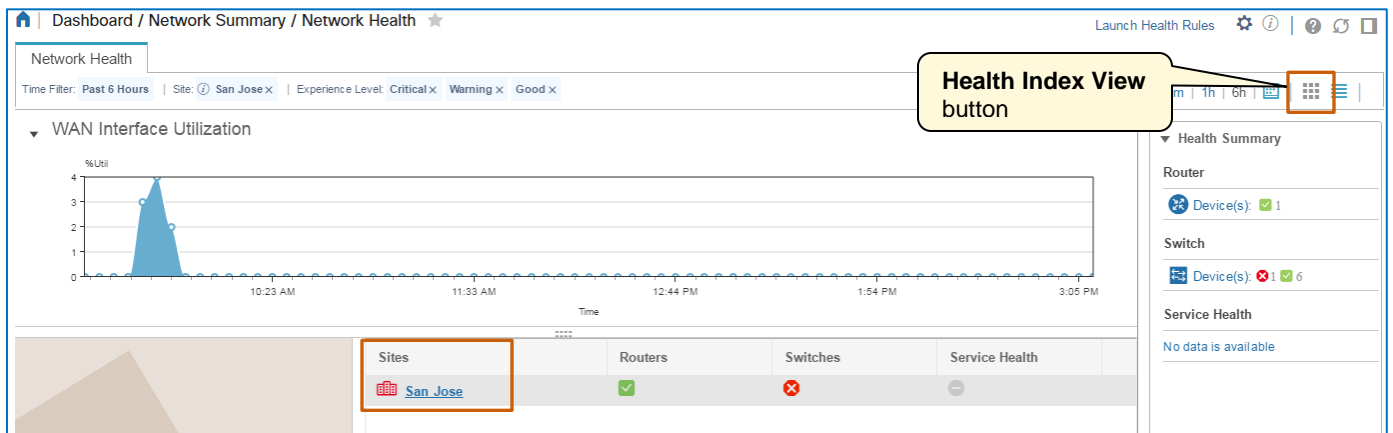 Dashboard / Network Summary / Network Health
Launch Health Rules
Network Health
Time Filter: Past 6 Hours | Site: San Jose × | Experience Level: Critical × Warning × Good ×
Health Index View
button
m | 1h | 6h |
WAN Interface Utilization
%Util
4
3
2
1
0
10:23 AM
11:33 AM
12:44 PM
1:54 PM
3:05 PM
Time
Health Summary
Router
Device(s): 1
Switch
Device(s): 1 6
Service Health
No data is available
Sites Routers Switches Service Health
San Jose